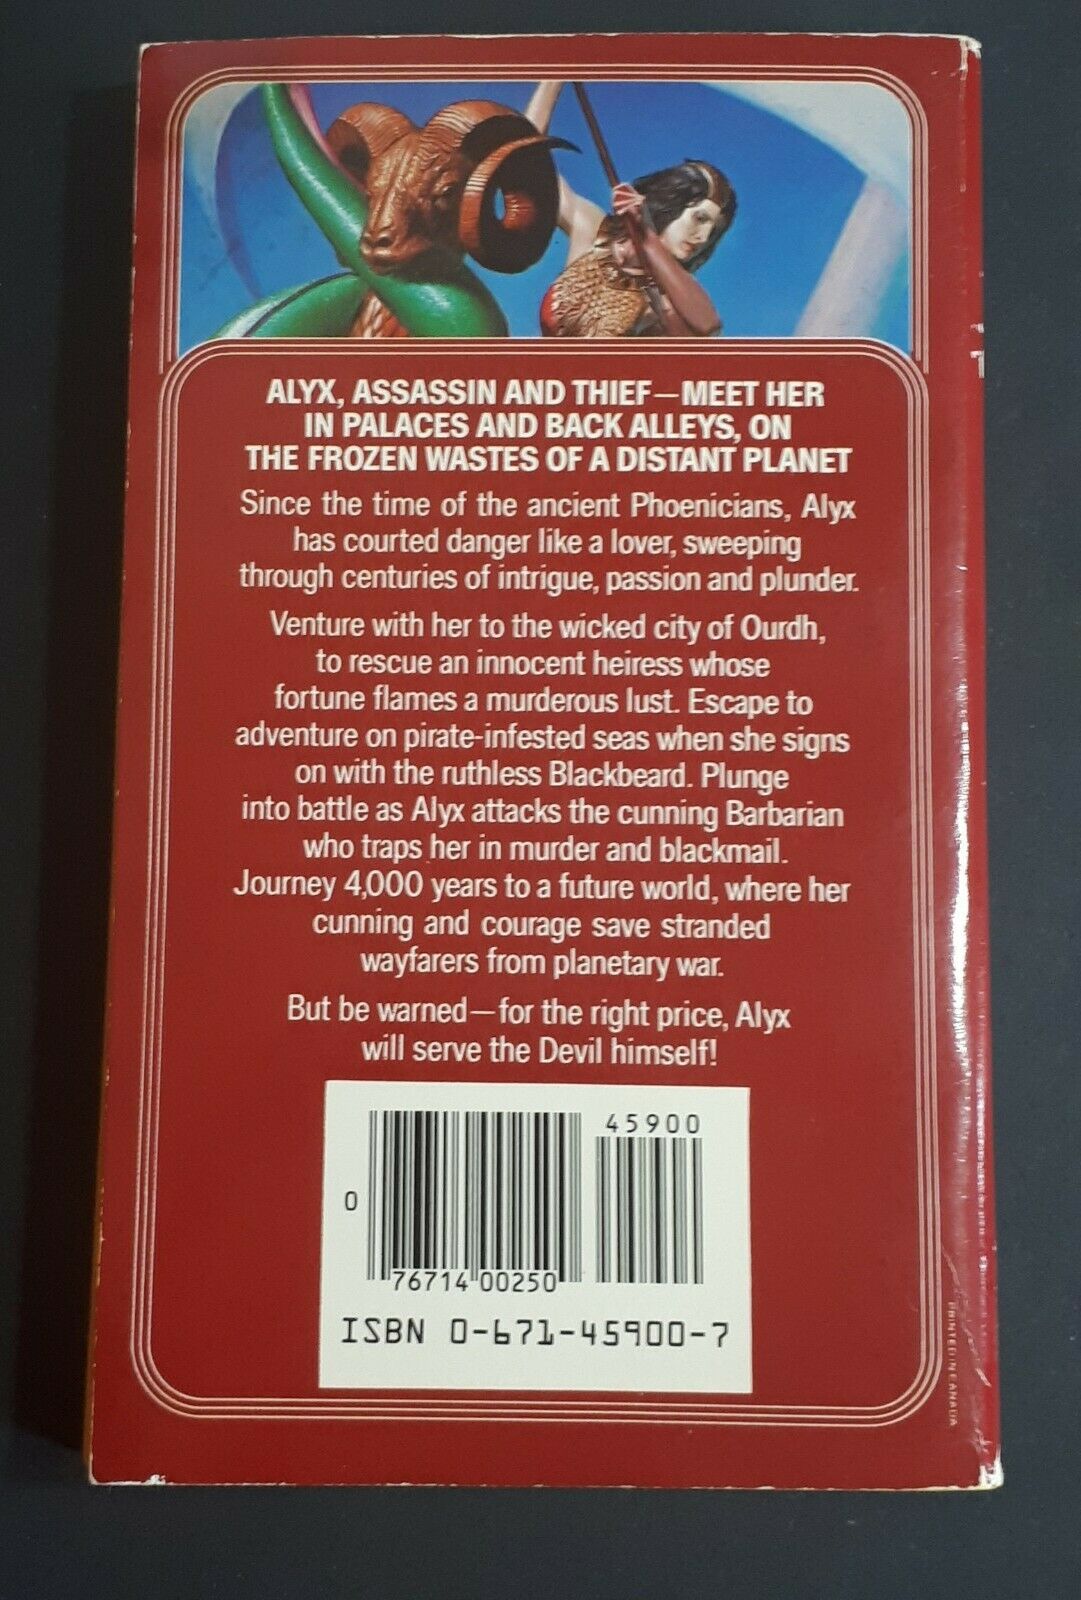 ALYX, ASSASSIN AND THIEF—MEET HER
IN PALACES AND BACK ALLEYS, ON
THE FROZEN WASTES OF A DISTANT PLANET
Since the time of the ancient Phoenicians, Alyx
has courted danger like a lover, sweeping
through centuries of intrigue, passion and plunder.
Venture with her to the wicked city of Ourdh,
to rescue an innocent heiress whose
fortune flames a murderous lust. Escape to
adventure on pirate-infested seas when she signs
on with the ruthless Blackbeard. Plunge
into battle as Alyx attacks the cunning Barbarian
who traps her in murder and blackmail.
Journey 4,000 years to a future world, where her
cunning and courage save stranded
wayfarers from planetary war.
But be warned—for the right price, Alyx
will serve the Devil himself!
45900
0
76714 00250
ISBN 0-671-45900-7
PRINTED IN CANADA